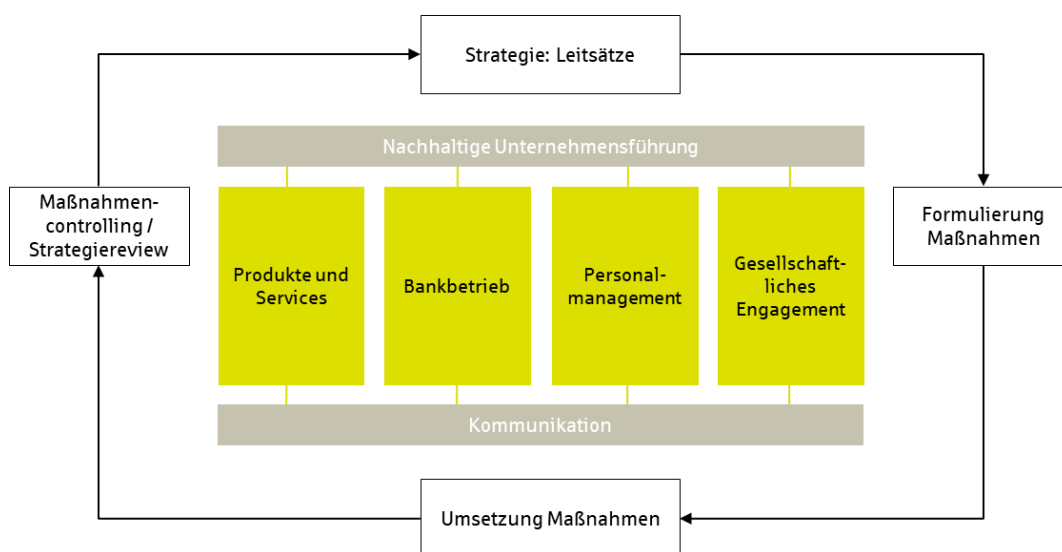 Strategie: Leitsätze
Nachhaltige Unternehmensführung
Maßnahmen-
controlling /
Strategiereview
Formulierung
Maßnahmen
Produkte und
Services
Bankbetrieb
Personal-
management
Gesellschaft-
liches
Engagement
Kommunikation
Umsetzung Maßnahmen